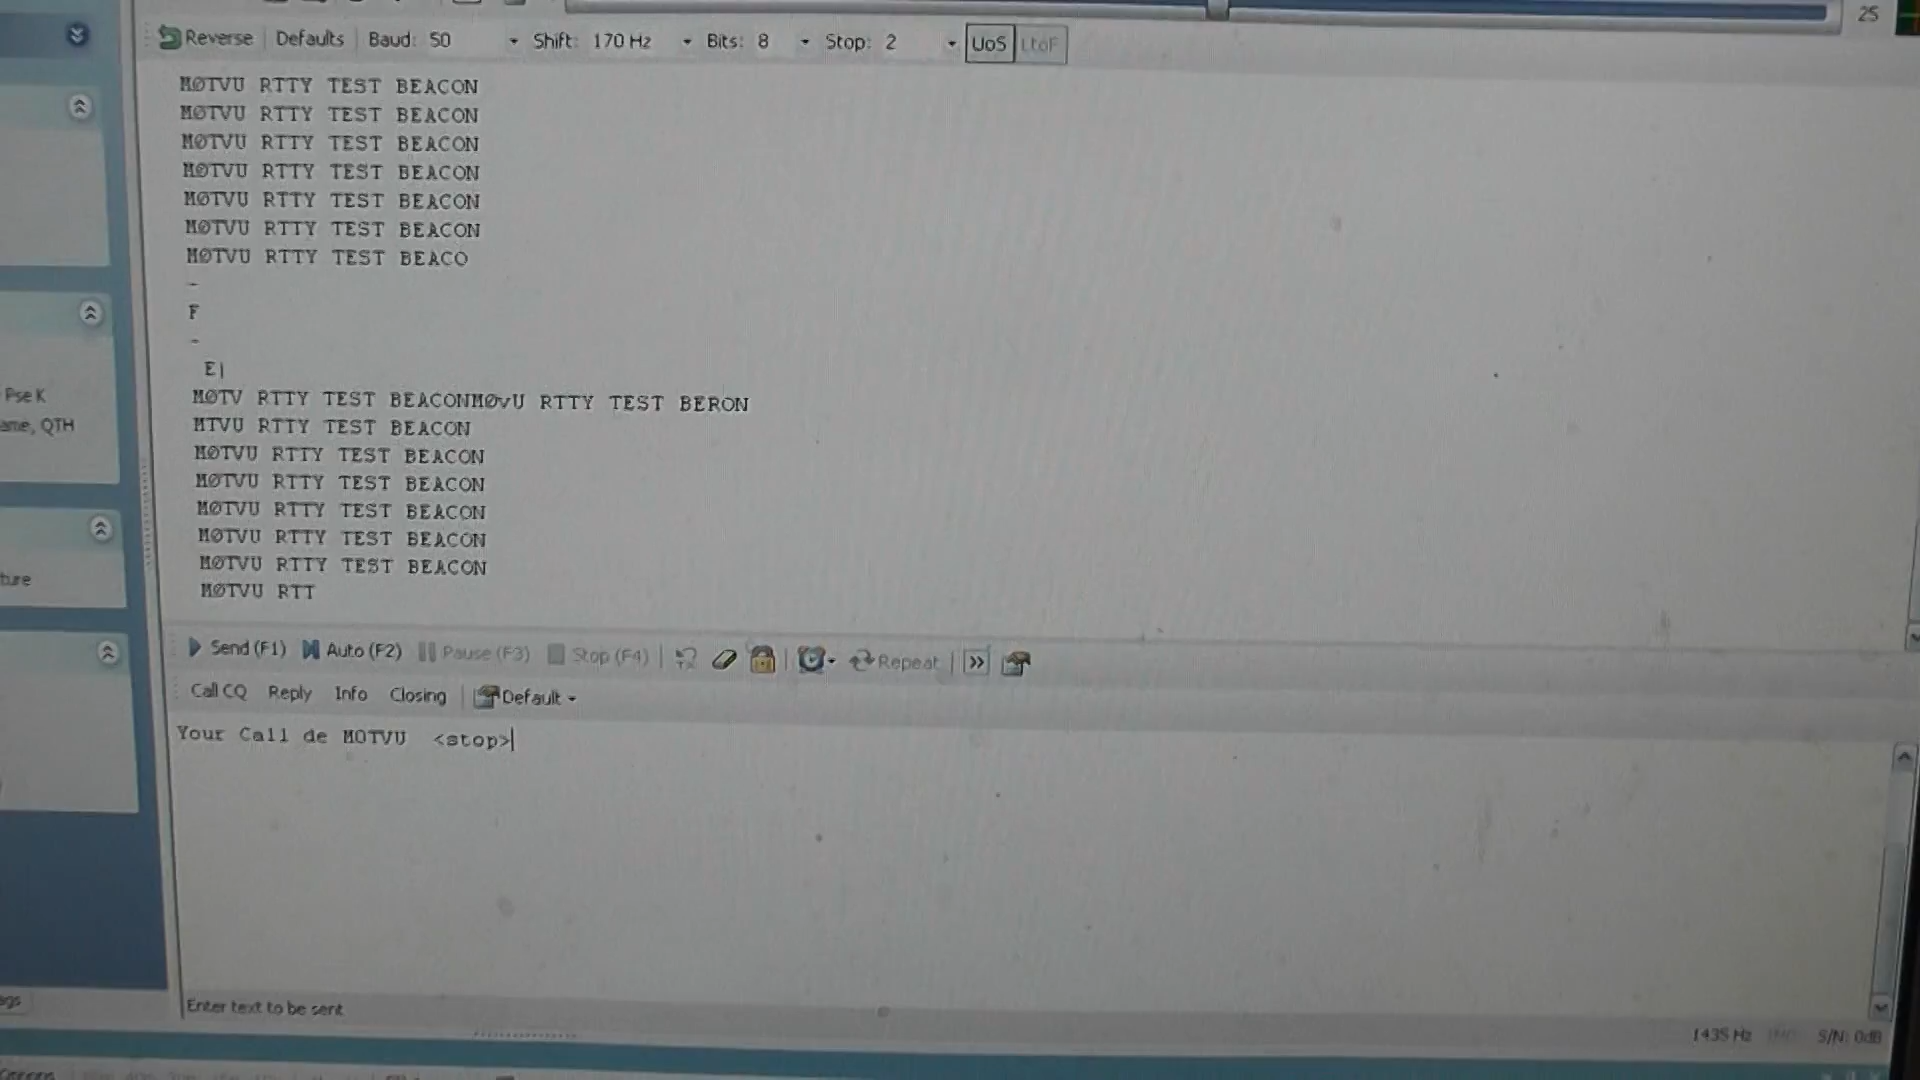 25
Reverse Defaults Baud: 50 Shift: 170 Hz Bits: 8 Stop: 2 UoS LtoF
MØTVU RTTY TEST BEACON
MØTVU RTTY TEST BEACON
MØTVU RTTY TEST BEACON
MØTVU RTTY TEST BEACON
MØTVU RTTY TEST BEACON
MØTVU RTTY TEST BEACON
MØTVU RTTY TEST BEACO
-
F
-
E|
MØTV RTTY TEST BEACONMØvU RTTY TEST BERON
MTVU RTTY TEST BEACON
MØTVU RTTY TEST BEACON
MØTVU RTTY TEST BEACON
MØTVU RTTY TEST BEACON
MØTVU RTTY TEST BEACON
MØTVU RTTY TEST BEACON
MØTVU RTT
Pse K
ame, QTH
ture
Send (F1) Auto (F2) Pause (F3) Stop (F4) Repeat »
Call CQ Reply Info Closing Default
Your Call de M0TVU <stop>
Enter text to be sent
ags
1435 Hz S/N: 0dB